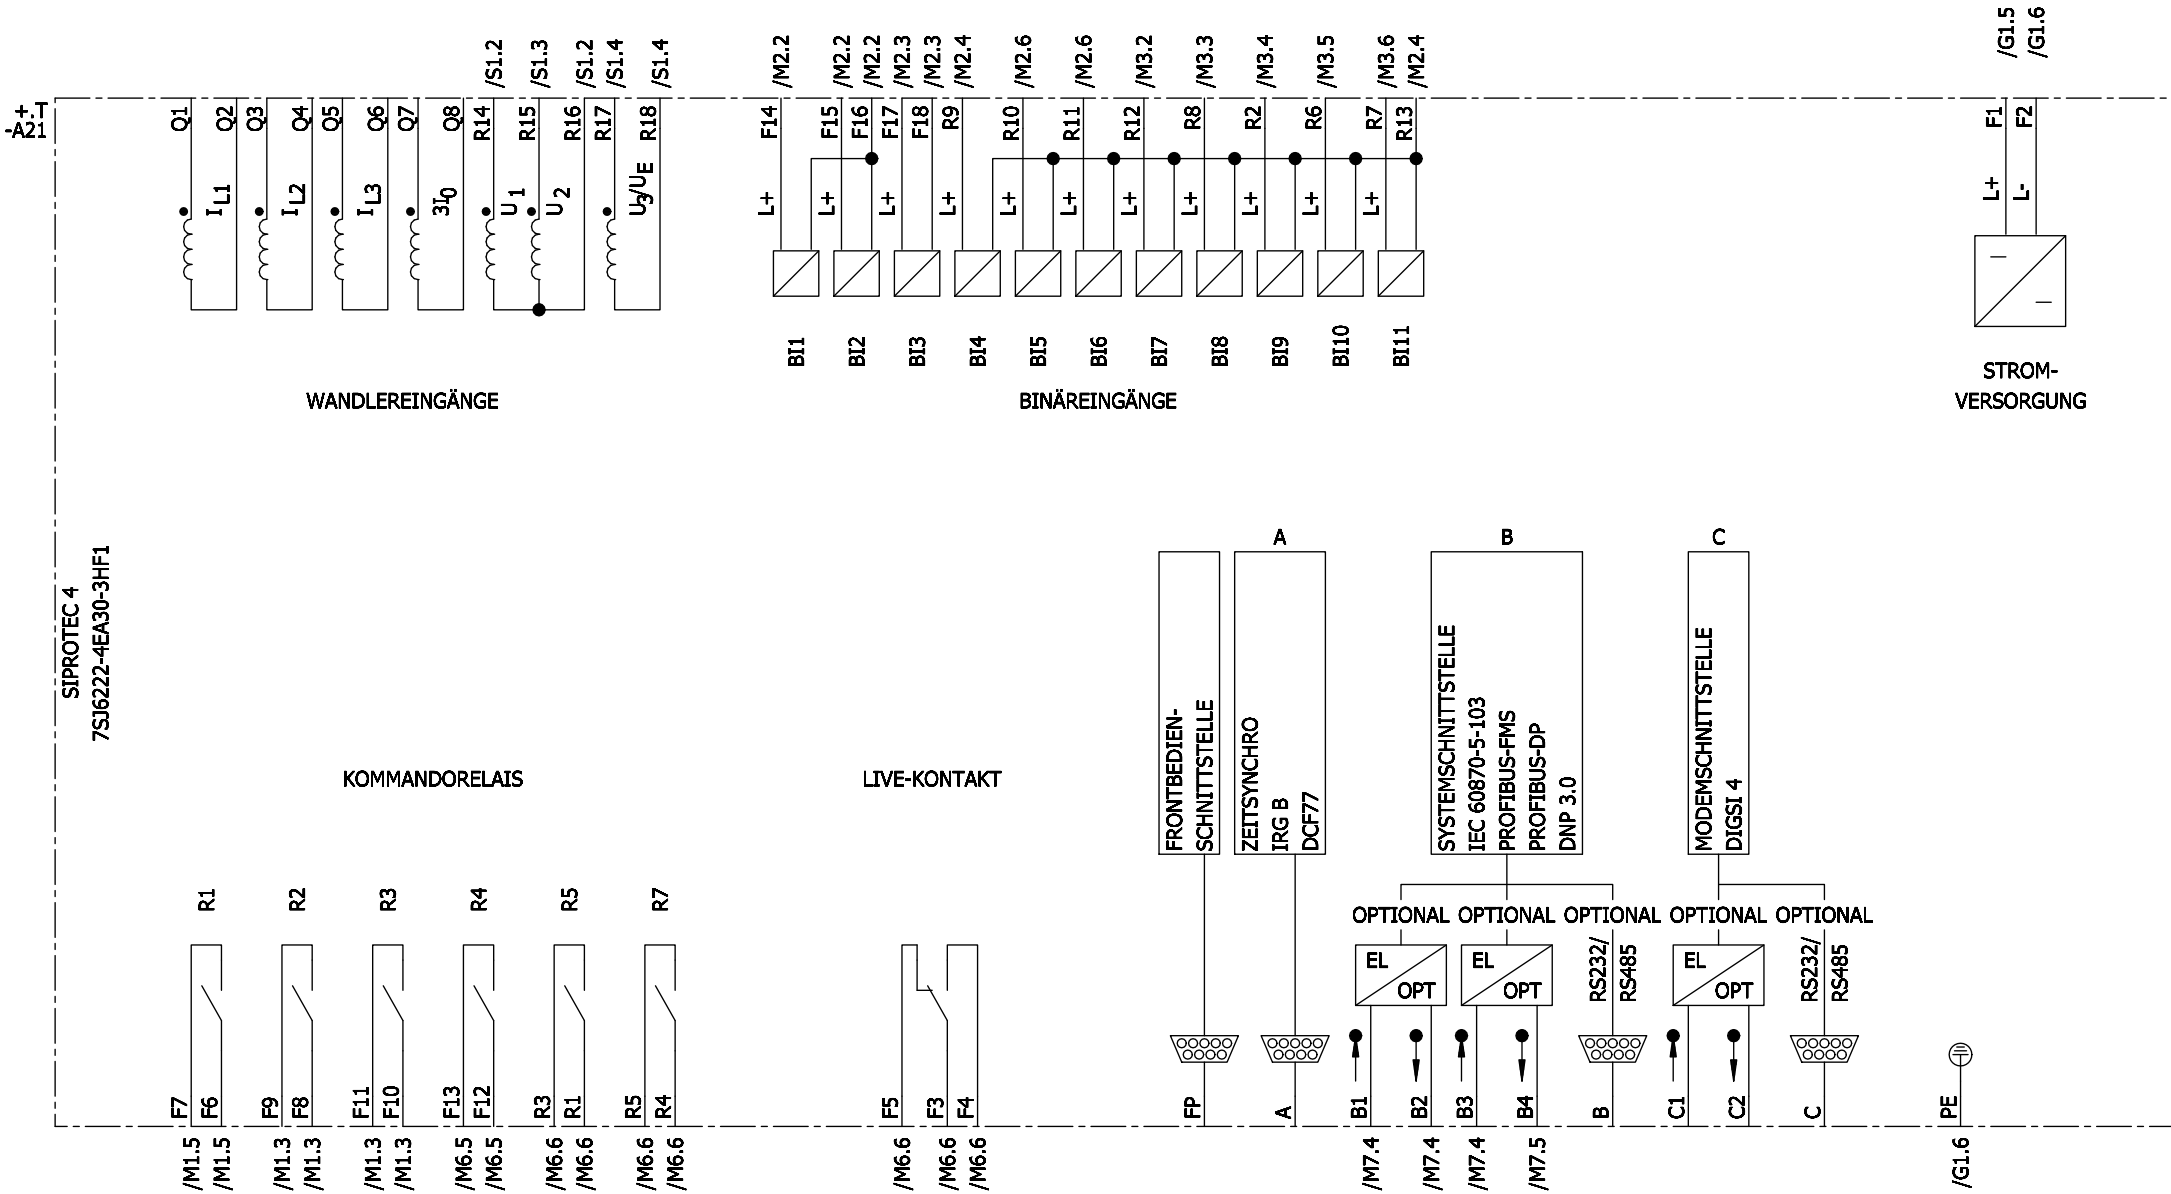 /S1.2
/S1.3
/S1.2
/S1.4
/S1.4
/M2.2
/M2.2
/M2.2
/M2.3
/M2.3
/M2.4
/M2.6
/M2.6
/M3.2
/M3.3
/M3.4
/M3.5
/M3.6
/M2.4
/G1.5
/G1.6
+.T
-A21
Q1
Q2
Q3
Q4
Q5
Q6
Q7
Q8
R14
R15
R16
R17
R18
F14
F15
F16
F17
F18
R9
R10
R11
R12
R8
R2
R6
R7
R13
F1
F2
IL1
IL2
IL3
3I0
U1
U2
U3/UE
L+
L+
L+
L+
L+
L+
L+
L+
L+
L+
L+
L+
L-
BI1
BI2
BI3
BI4
BI5
BI6
BI7
BI8
BI9
BI10
BI11
WANDLEREINGÄNGE
BINÄREINGÄNGE
STROM-
VERSORGUNG
SIPROTEC 4
7SJ6222-4EA30-3HF1
A
B
C
FRONTBEDIEN-
SCHNITTSTELLE
ZEITSYNCHRO
IRG B
DCF77
SYSTEMSCHNITTSTELLE
IEC 60870-5-103
PROFIBUS-FMS
PROFIBUS-DP
DNP 3.0
MODEMSCHNITTSTELLE
DIGSI 4
KOMMANDORELAIS
LIVE-KONTAKT
R1
R2
R3
R4
R5
R7
OPTIONAL
OPTIONAL
OPTIONAL
OPTIONAL
OPTIONAL
EL
OPT
EL
OPT
RS232/
RS485
EL
OPT
RS232/
RS485
F7
F6
F9
F8
F11
F10
F13
F12
R3
R1
R5
R4
F5
F3
F4
FP
A
B1
B2
B3
B4
B
C1
C2
C
PE
/M1.5
/M1.5
/M1.3
/M1.3
/M1.3
/M1.3
/M6.5
/M6.5
/M6.6
/M6.6
/M6.6
/M6.6
/M6.6
/M6.6
/M6.6
/M7.4
/M7.4
/M7.4
/M7.5
/G1.6